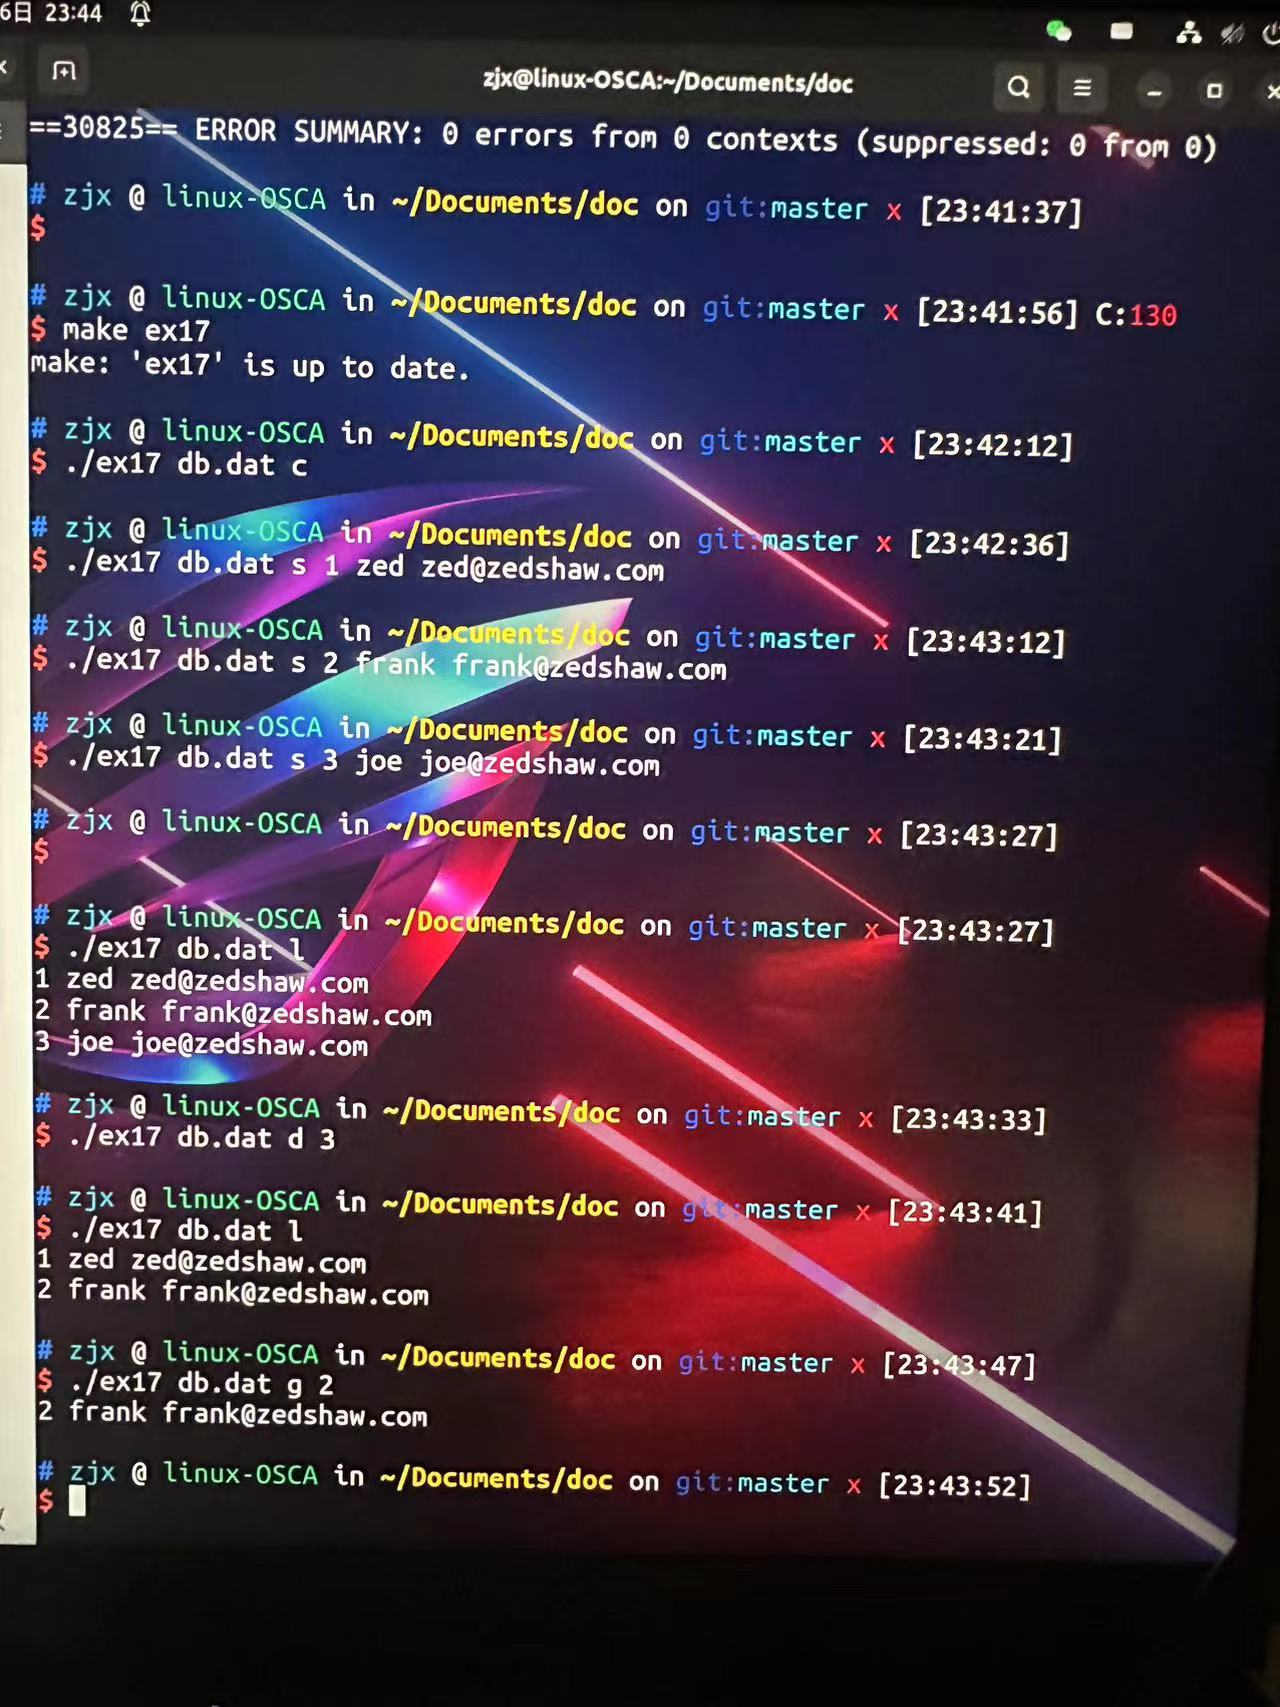 6日 23:44
zjx@linux-OSCA:~/Documents/doc
==30825== ERROR SUMMARY: 0 errors from 0 contexts (suppressed: 0 from 0)
# zjx @ linux-OSCA in ~/Documents/doc on git:master x [23:41:37]
$
# zjx @ linux-OSCA in ~/Documents/doc on git:master x [23:41:56] C:130
$ make ex17
make: 'ex17' is up to date.
# zjx @ linux-OSCA in ~/Documents/doc on git:master x [23:42:12]
$ ./ex17 db.dat c
# zjx @ linux-OSCA in ~/Documents/doc on git:master x [23:42:36]
$ ./ex17 db.dat s 1 zed zed@zedshaw.com
# zjx @ linux-OSCA in ~/Documents/doc on git:master x [23:43:12]
$ ./ex17 db.dat s 2 frank frank@zedshaw.com
# zjx @ linux-OSCA in ~/Documents/doc on git:master x [23:43:21]
$ ./ex17 db.dat s 3 joe joe@zedshaw.com
# zjx @ linux-OSCA in ~/Documents/doc on git:master x [23:43:27]
$
# zjx @ linux-OSCA in ~/Documents/doc on git:master x [23:43:27]
$ ./ex17 db.dat l
1 zed zed@zedshaw.com
2 frank frank@zedshaw.com
3 joe joe@zedshaw.com
# zjx @ linux-OSCA in ~/Documents/doc on git:master x [23:43:33]
$ ./ex17 db.dat d 3
# zjx @ linux-OSCA in ~/Documents/doc on git:master x [23:43:41]
$ ./ex17 db.dat l
1 zed zed@zedshaw.com
2 frank frank@zedshaw.com
# zjx @ linux-OSCA in ~/Documents/doc on git:master x [23:43:47]
$ ./ex17 db.dat g 2
2 frank frank@zedshaw.com
# zjx @ linux-OSCA in ~/Documents/doc on git:master x [23:43:52]
$